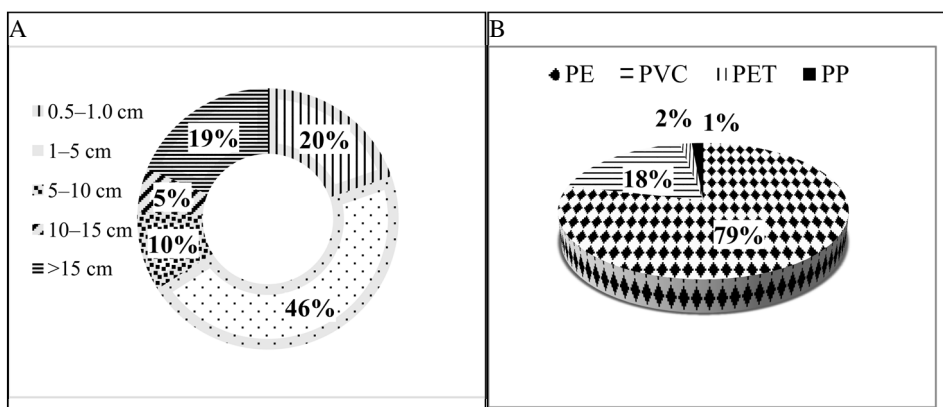 A
0.5–1.0 cm
1–5 cm
5–10 cm
10–15 cm
>15 cm
20%
46%
10%
5%
19%
B
PE PVC PET PP
2% 1%
18%
79%